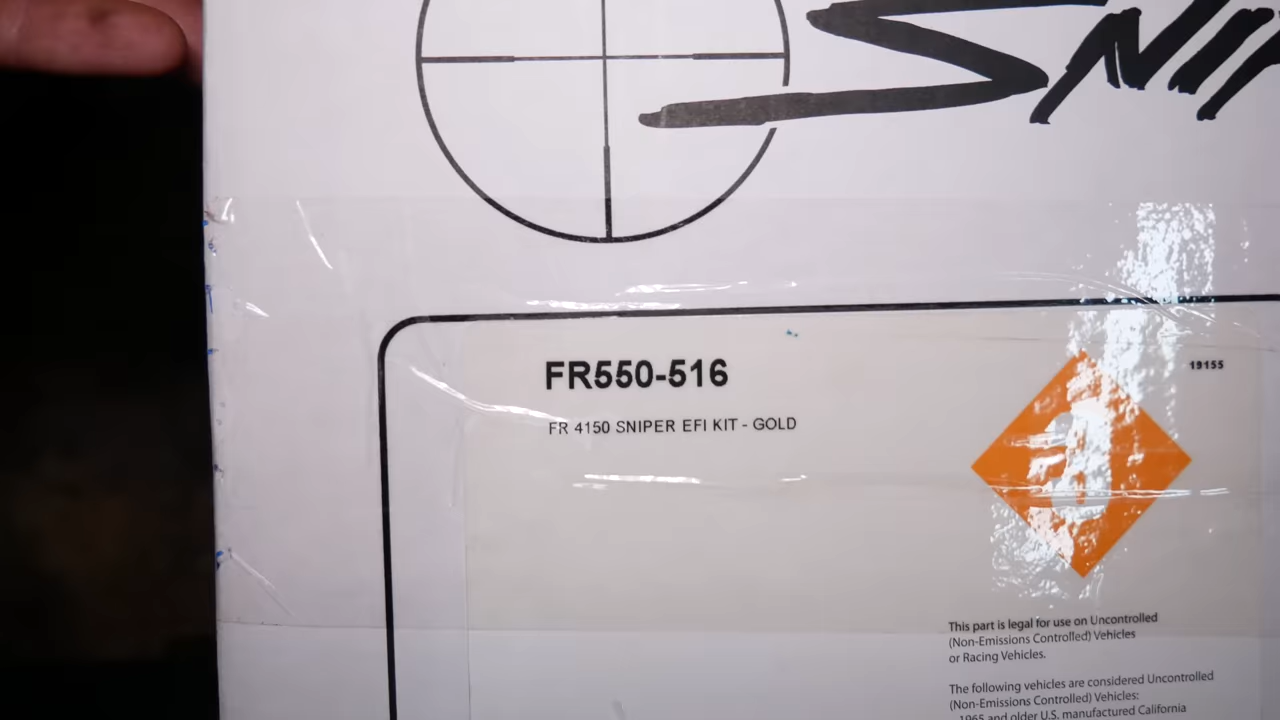 FR550-516
19155
FR 4150 SNIPER EFI KIT - GOLD
This part is legal for use on Uncontrolled
(Non-Emissions Controlled) Vehicles
or Racing Vehicles.
The following vehicles are considered Uncontrolled
(Non-Emissions Controlled) Vehicles:
1965 and older U.S. manufactured California